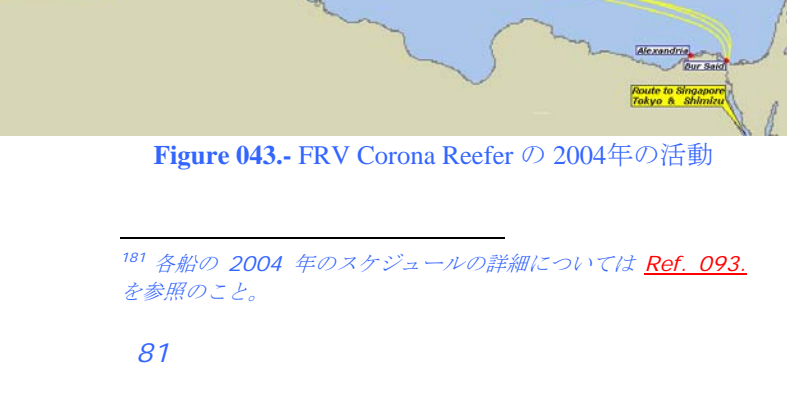 Alexandria
Bur Said
Route to Singapore
Tokyo & Shimizu
Figure 043.- FRV Corona Reefer の 2004年の活動
181 各船の 2004 年のスケジュールの詳細については Ref. 093.
を参照のこと。
81